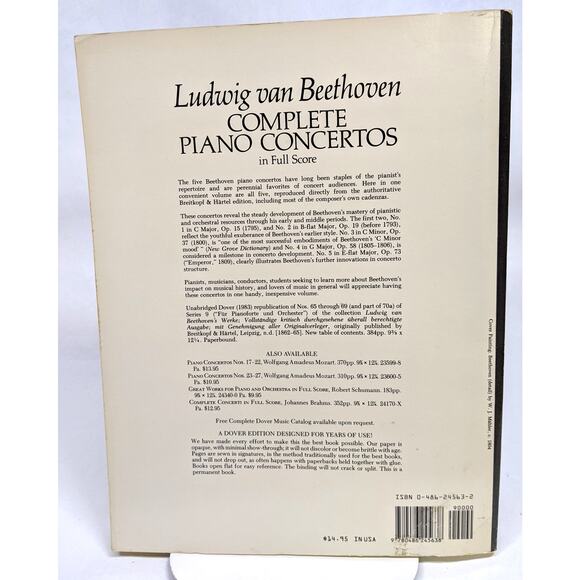 Ludwig van Beethoven
COMPLETE
PIANO CONCERTOS
in Full Score
The five Beethoven piano concertos have long been staples of the pianist's
repertoire and are perennial favorites of concert audiences. Here in one
convenient volume are all five, reproduced directly from the authoritative
Breitkopf & Härtel edition, including most of the composer's own cadenzas.
These concertos reveal the steady development of Beethoven's mastery of pianistic
and orchestral resources through his early and middle periods. The first two, No.
1 in C Major, Op. 15 (1795), and No. 2 in B-flat Major, Op. 19 (before 1793),
reflect the youthful exuberance of Beethoven's earlier style. No. 3 in C Minor, Op.
37 (1800), is "one of the most successful embodiments of Beethoven's 'C Minor
mood' " (New Grove Dictionary) and No. 4 in G Major, Op. 58 (1805–1806), is
considered a milestone in concerto development. No. 5 in E-flat Major, Op. 73
("Emperor," 1809), clearly illustrates Beethoven's further innovations in concerto
structure.
Pianists, musicians, conductors, students seeking to learn more about Beethoven's
impact on musical history, and lovers of music in general will appreciate having
these concertos in one handy, inexpensive volume.
Unabridged Dover (1983) republication of Nos. 65 through 69 (and part of 70a) of
Series 9 ("Für Pianoforte und Orchester") of the collection Ludwig van
Beethoven's Werke; Vollständige kritisch durchgesehene überall berechtigte
Ausgabe; mit Genehmigung aller Originalverleger, originally published by
Breitkopf & Härtel, Leipzig, n.d. [1862–65]. New table of contents. 384pp. 9⅜ x
12¼. Paperbound.
ALSO AVAILABLE
PIANO CONCERTOS NOS. 17–22, Wolfgang Amadeus Mozart. 370pp. 9⅜ x 12¼. 23599-8
Pa. $13.95
PIANO CONCERTOS NOS. 23–27, Wolfgang Amadeus Mozart. 310pp. 9⅜ x 12¼. 23600-5
Pa. $10.95
GREAT WORKS FOR PIANO AND ORCHESTRA IN FULL SCORE, Robert Schumann. 183pp.
9⅜ x 12¼. 24340-0 Pa. $9.95
COMPLETE CONCERTI IN FULL SCORE, Johannes Brahms. 352pp. 9⅜ x 12¼. 24170-X
Pa. $12.95
Free Complete Dover Music Catalog available upon request.
A DOVER EDITION DESIGNED FOR YEARS OF USE!
We have made every effort to make this the best book possible. Our paper is
opaque, with minimal show-through; it will not discolor or become brittle with age.
Pages are sewn in signatures, in the method traditionally used for the best books,
and will not drop out, as often happens with paperbacks held together with glue.
Books open flat for easy reference. The binding will not crack or split. This is a
permanent book.
Cover Painting: Beethoven (detail) by W. J. Mähler, c. 1804
ISBN 0-486-24563-2
90000
9 780486 245638
$14.95 IN USA